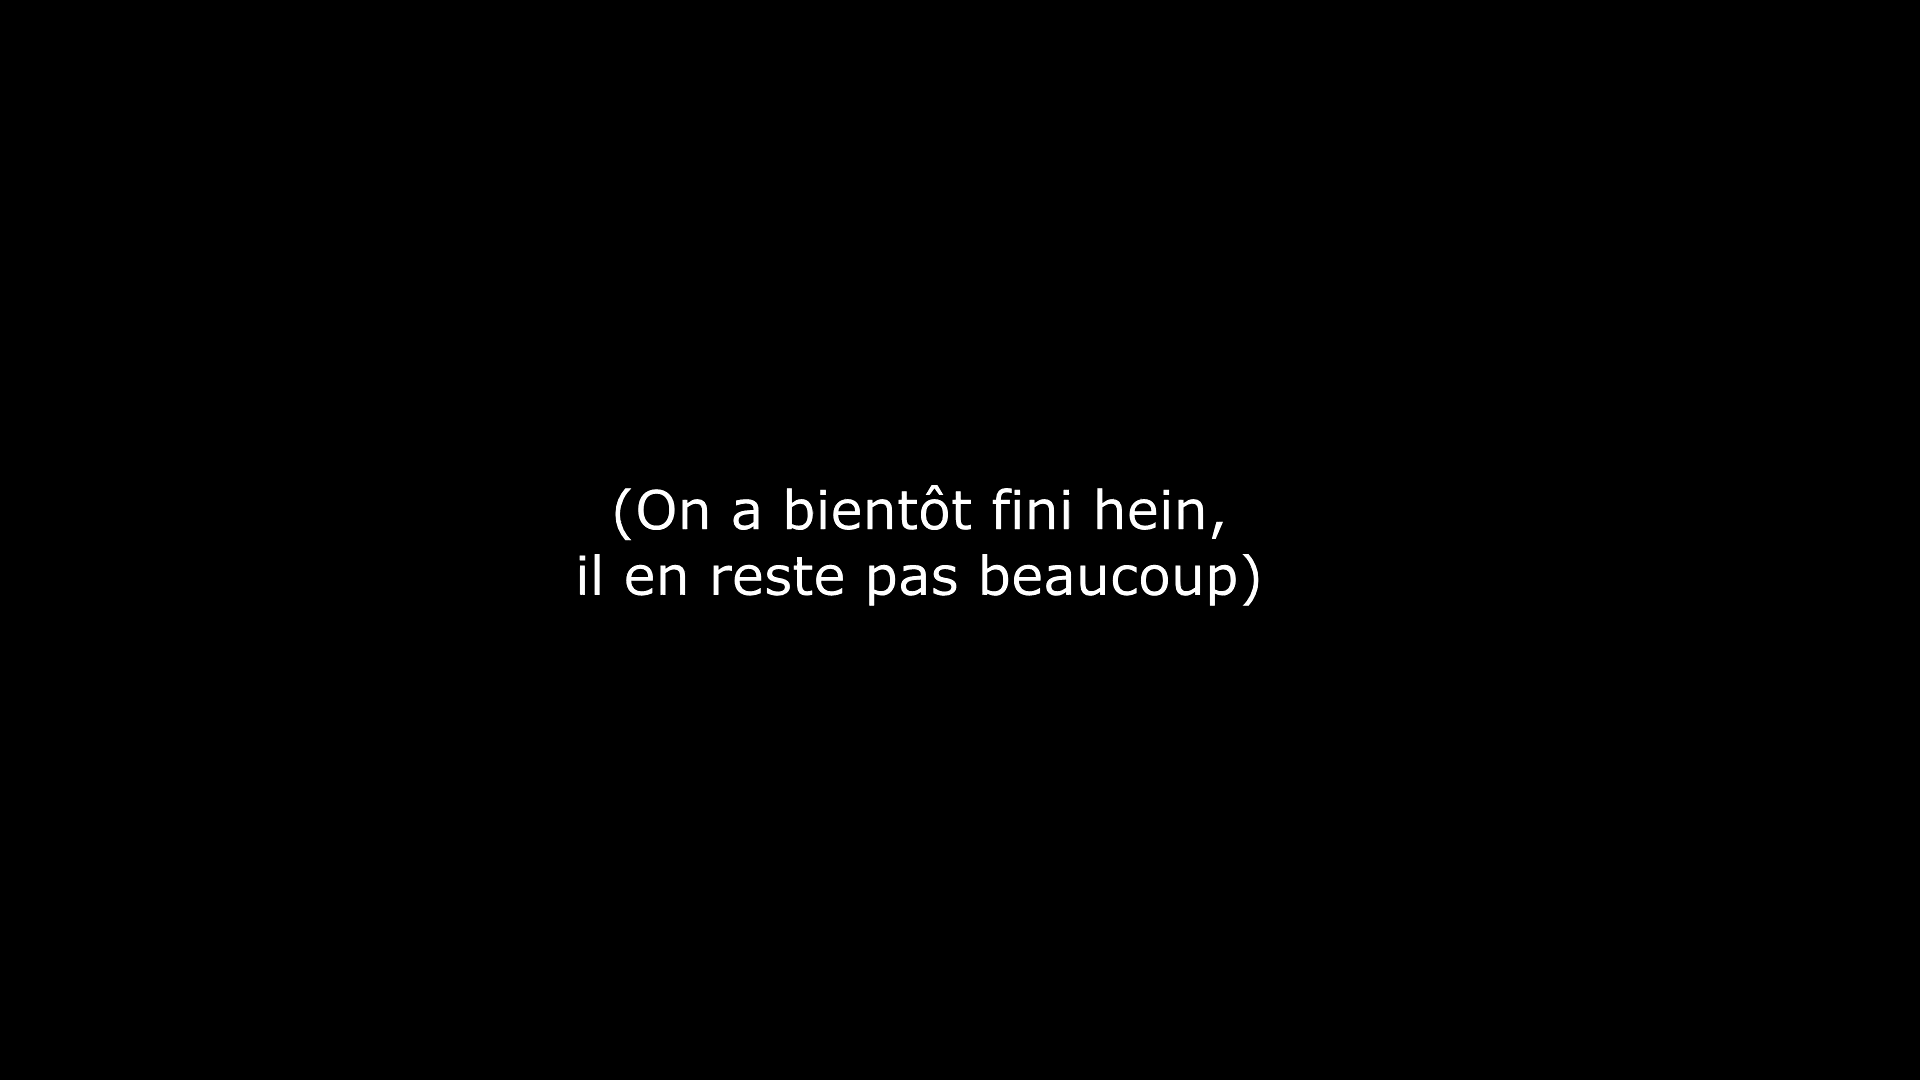 (On a bientôt fini hein,
il en reste pas beaucoup)